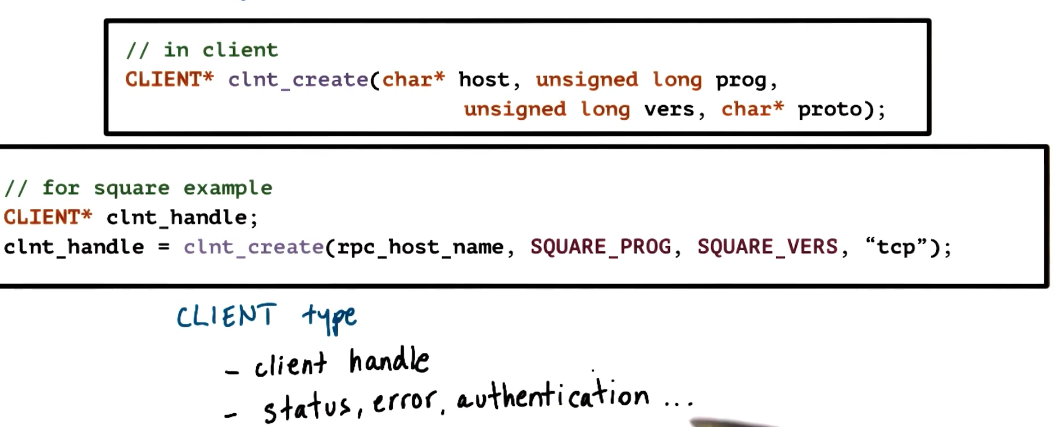 // in client
CLIENT* clnt_create(char* host, unsigned long prog,
unsigned long vers, char* proto);
// for square example
CLIENT* clnt_handle;
clnt_handle = clnt_create(rpc_host_name, SQUARE_PROG, SQUARE_VERS, “tcp”);
CLIENT type
- client handle
- status, error, authentication ...